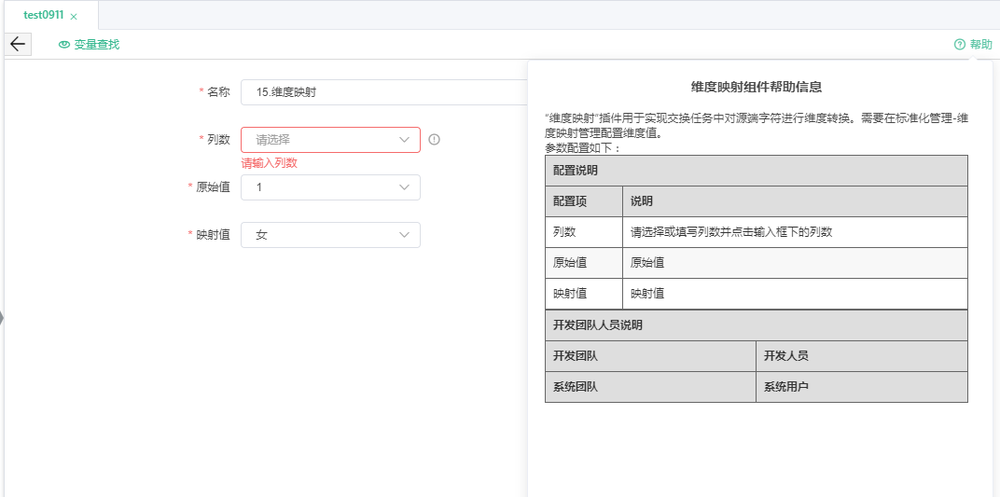 test0911 ×
变量查找
帮助
* 名称 15.维度映射
* 列数 请选择
请输入列数
* 原始值 1
* 映射值 女
维度映射组件帮助信息
"维度映射"插件用于实现交换任务中对源端字符进行维度转换。需要在标准化管理-维
度映射管理配置维度值。
参数配置如下：
配置说明
配置项 说明
列数 请选择或填写列数并点击输入框下的列数
原始值 原始值
映射值 映射值
开发团队人员说明
开发团队 开发人员
系统团队 系统用户